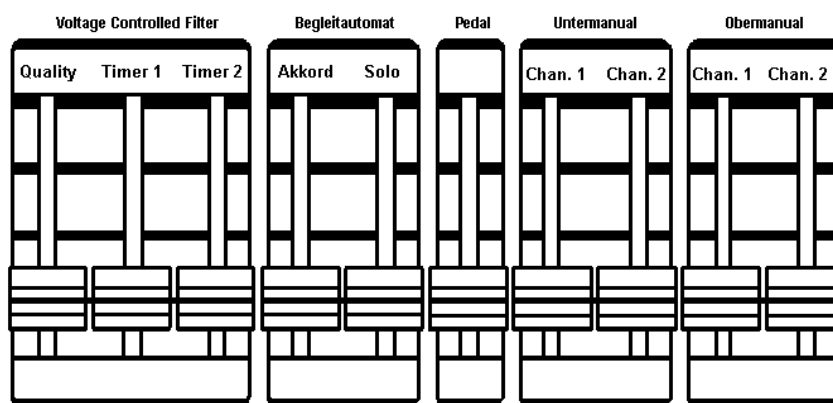 Voltage Controlled Filter Begleitautomat Pedal Untermanual Obermanual
Quality Timer 1 Timer 2 Akkord Solo Chan. 1 Chan. 2 Chan. 1 Chan. 2